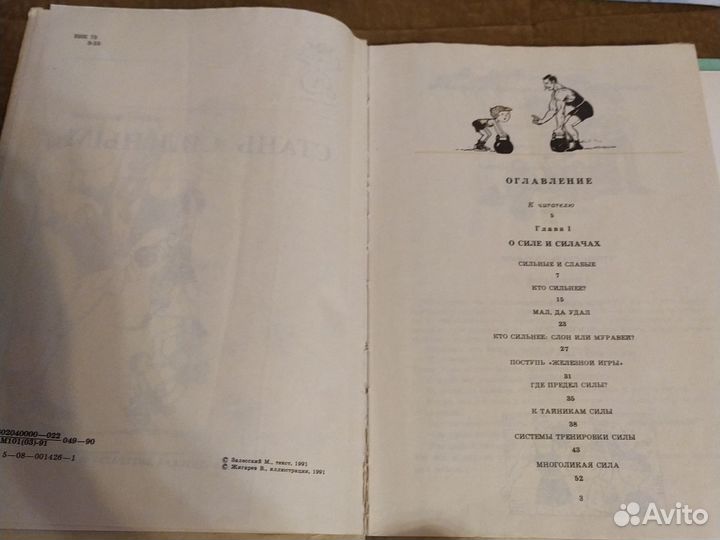 ББК 75
З-23
СТАНЬ СИЛЬНЫМ
802040000—022
М101(03)-91 049—90
5—08—001426—1
© Залесский М., текст, 1991
© Жигарев В., иллюстрации, 1991
ОГЛАВЛЕНИЕ
К читателю
5
Глава 1
О СИЛЕ И СИЛАЧАХ
СИЛЬНЫЕ И СЛАБЫЕ
7
КТО СИЛЬНЕЕ?
15
МАЛ, ДА УДАЛ
23
КТО СИЛЬНЕЕ: СЛОН ИЛИ МУРАВЕЙ?
27
ПОСТУПЬ «ЖЕЛЕЗНОЙ ИГРЫ»
31
ГДЕ ПРЕДЕЛ СИЛЫ?
35
К ТАЙНИКАМ СИЛЫ
38
СИСТЕМЫ ТРЕНИРОВКИ СИЛЫ
43
МНОГОЛИКАЯ СИЛА
52
3
Avito